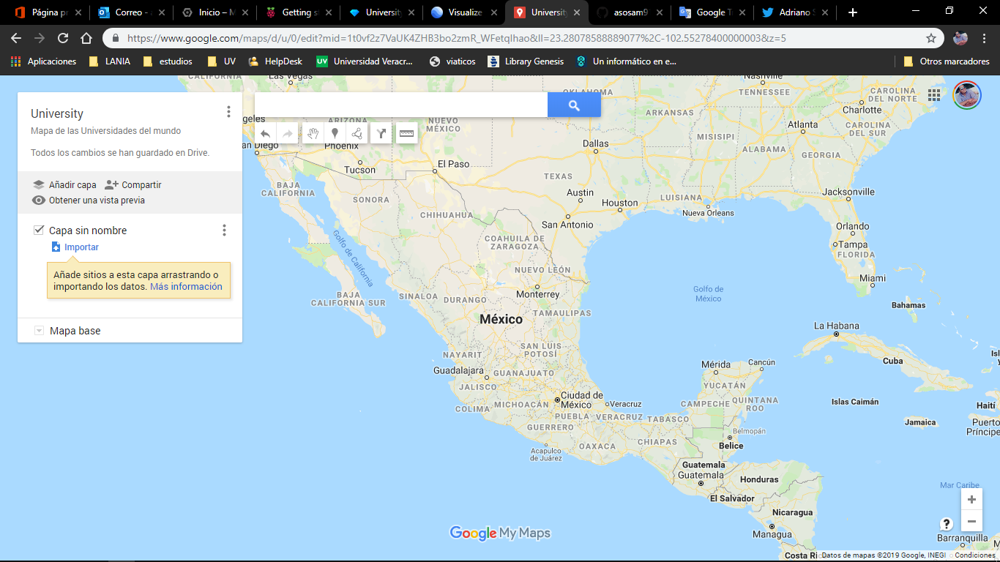 Página pr
Correo - a
Inicio – M
Getting st
University
Visualize
University
asosam9
Google Tr
Adriano S
https://www.google.com/maps/d/u/0/edit?mid=1t0vf2z7VaUK4ZHB3bo2zmR_WFetqIhao&ll=23.28078588889077%2C-102.55278400000003&z=5
Aplicaciones
LANIA
estudios
UV
HelpDesk
Universidad Veracr...
viaticos
Library Genesis
Un informático en e...
Otros marcadores
University
Mapa de las Universidades del mundo
Todos los cambios se han guardado en Drive.
Añadir capa
Compartir
Obtener una vista previa
Capa sin nombre
Importar
Añade sitios a esta capa arrastrando o
importando los datos. Más información
Mapa base
CALIFORNIA
Las Vegas
OKLAHOMA
Nashville
TENNESSEE
CAROLINA
DEL NORTE
Charlotte
ARKANSAS
geles
ARIZONA
NUEVO
MÉXICO
Atlanta
CAROLINA
DEL SUR
MISISIPI
an Diego
Phoenix
Dallas
ALABAMA
GEORGIA
Tucson
El Paso
TEXAS
BAJA
CALIFORNIA
SONORA
Austin
Houston
LUISIANA
Jacksonville
CHIHUAHUA
San Antonio
Nueva Orleans
Orlando
Golfo de California
COAHUILA DE
ZARAGOZA
Tampa
FLORIDA
NUEVO LEÓN
Miami
BAJA
CALIFORNIA SUR
SINALOA
DURANGO
Monterrey
Golfo de
México
Bahamas
México
TAMAULIPAS
La Habana
SAN LUIS
POTOSÍ
NAYARIT
Cuba
Guadalajara
GUANAJUATO
Mérida
Cancún
JALISCO
YUCATÁN
Ciudad de
México
COLIMA
MICHOACÁN
Veracruz
CAMPECHE
QUINTANA
ROO
Islas Caimán
Haití
PUEBLA
VERACRUZ
TABASCO
GUERRERO
Jamaica
Puerto
Príncipe
OAXACA
CHIAPAS
Belmopán
Belice
Acapulco
de Juárez
Guatemala
Guatemala
Honduras
El Salvador
Mar Caribe
Nicaragua
Managua
Google My Maps
Barranquilla
Costa Ric
Datos de mapas ©2019 Google, INEGI
Condiciones